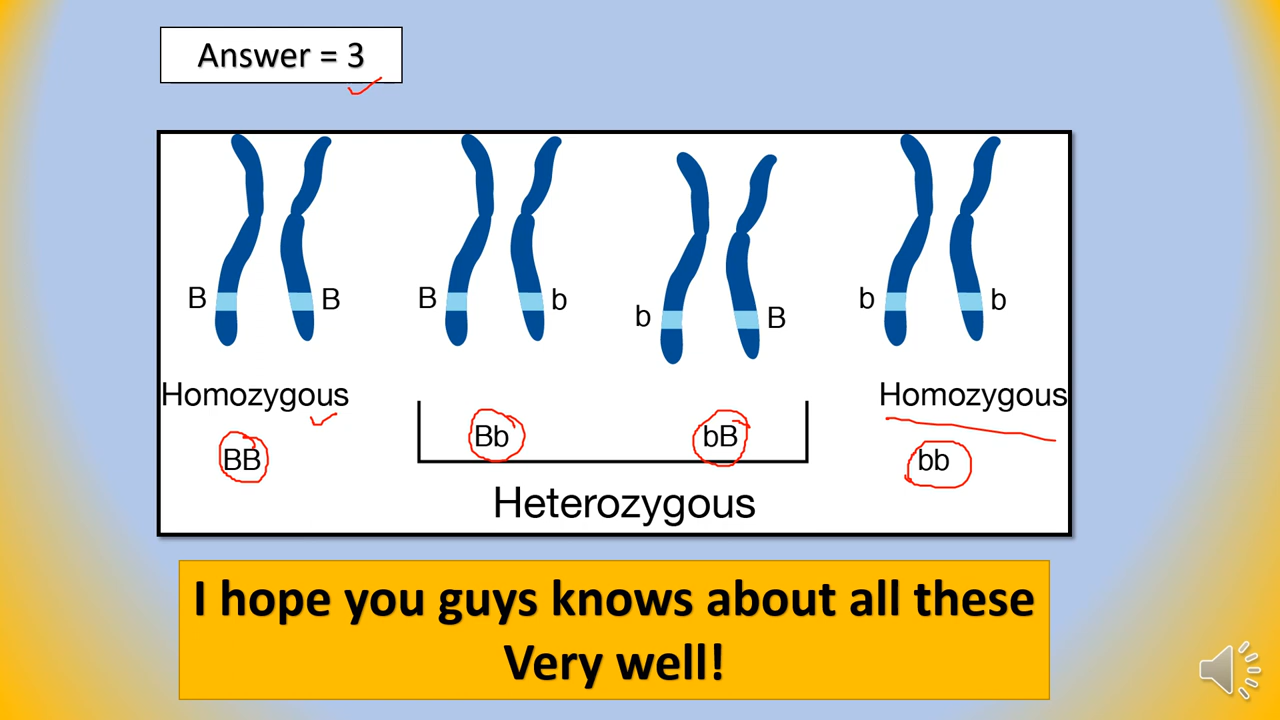 Answer = 3
B B B b b B b b
Homozygous Homozygous
BB Bb bB bb
Heterozygous
I hope you guys knows about all these
Very well!